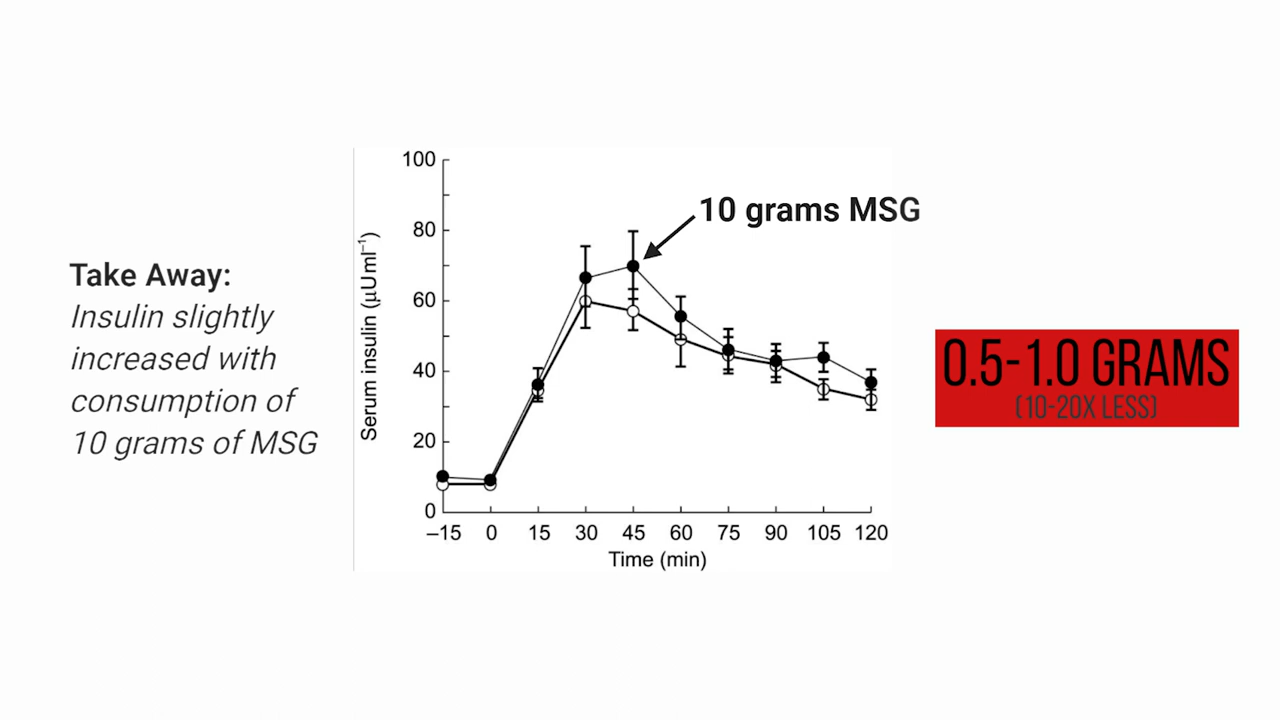 Take Away:
Insulin slightly
increased with
consumption of
10 grams of MSG
Serum insulin (μU ml⁻¹)
100
80
60
40
20
0
–15 0 15 30 45 60 75 90 105 120
Time (min)
10 grams MSG
0.5-1.0 GRAMS
(10-20X LESS)